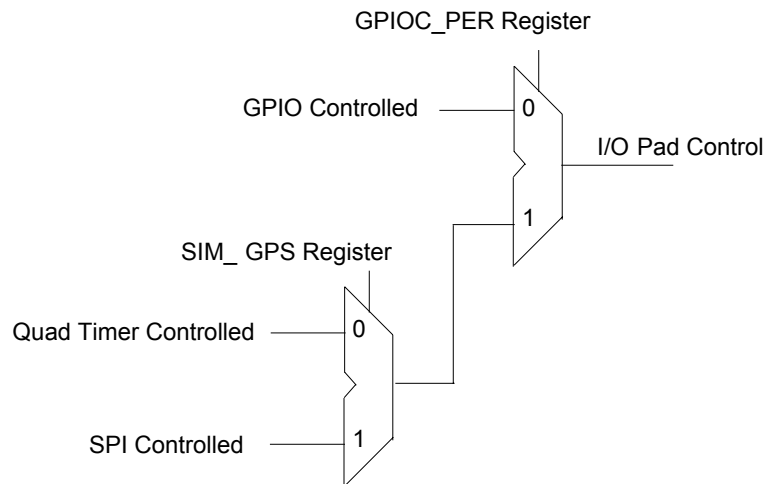 GPIOC_PER Register
GPIO Controlled
0
I/O Pad Control
1
SIM_ GPS Register
Quad Timer Controlled
0
SPI Controlled
1